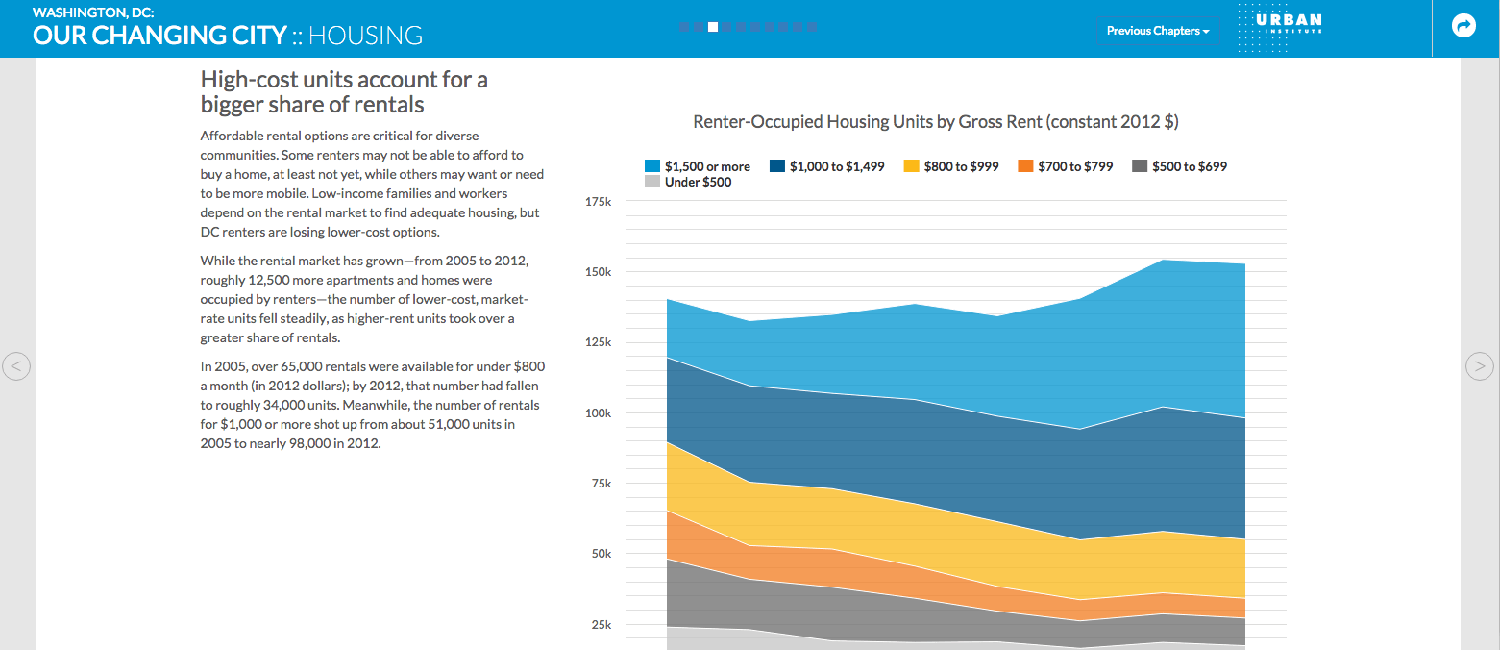 WASHINGTON, DC:
OUR CHANGING CITY :: HOUSING
Previous Chapters
URBAN
INSTITUTE
High-cost units account for a
bigger share of rentals
Affordable rental options are critical for diverse
communities. Some renters may not be able to afford to
buy a home, at least not yet, while others may want or need
to be more mobile. Low-income families and workers
depend on the rental market to find adequate housing, but
DC renters are losing lower-cost options.
While the rental market has grown—from 2005 to 2012,
roughly 12,500 more apartments and homes were
occupied by renters—the number of lower-cost, market-
rate units fell steadily, as higher-rent units took over a
greater share of rentals.
In 2005, over 65,000 rentals were available for under $800
a month (in 2012 dollars); by 2012, that number had fallen
to roughly 34,000 units. Meanwhile, the number of rentals
for $1,000 or more shot up from about 51,000 units in
2005 to nearly 98,000 in 2012.
Renter-Occupied Housing Units by Gross Rent (constant 2012 $)
$1,500 or more $1,000 to $1,499 $800 to $999 $700 to $799 $500 to $699
Under $500
175k
150k
125k
100k
75k
50k
25k